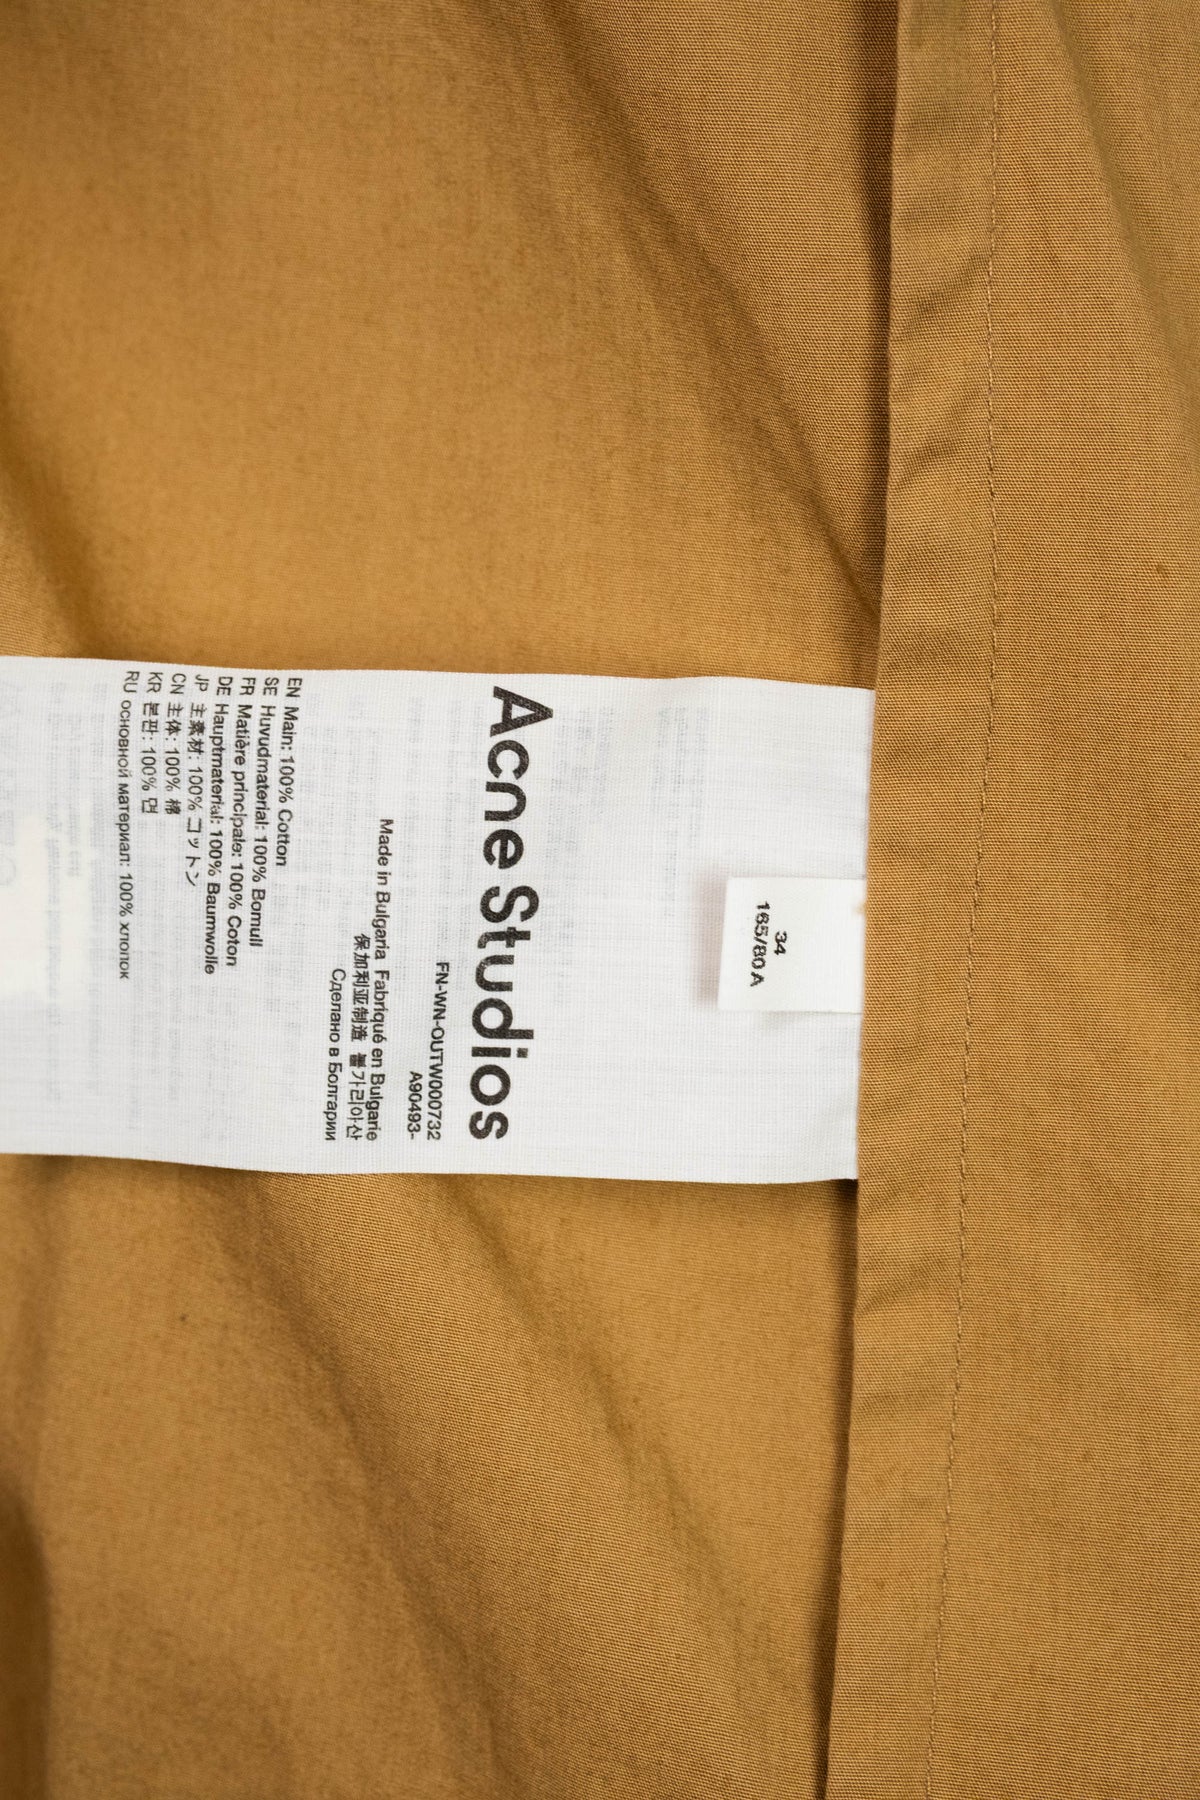 34
165/80 A
Acne Studios
FN-WN-OUTW000732
A90493-
Made in Bulgaria Fabriqué en Bulgarie
保加利亚制造 불가리아산
Сделано в Болгарии
EN Main: 100% Cotton
SE Huvudmaterial: 100% Bomull
FR Matière principale: 100% Coton
DE Hauptmaterial: 100% Baumwolle
JP 主素材: 100% コットン
CN 主体: 100% 棉
KR 본판: 100% 면
RU основной материал: 100% хлопок